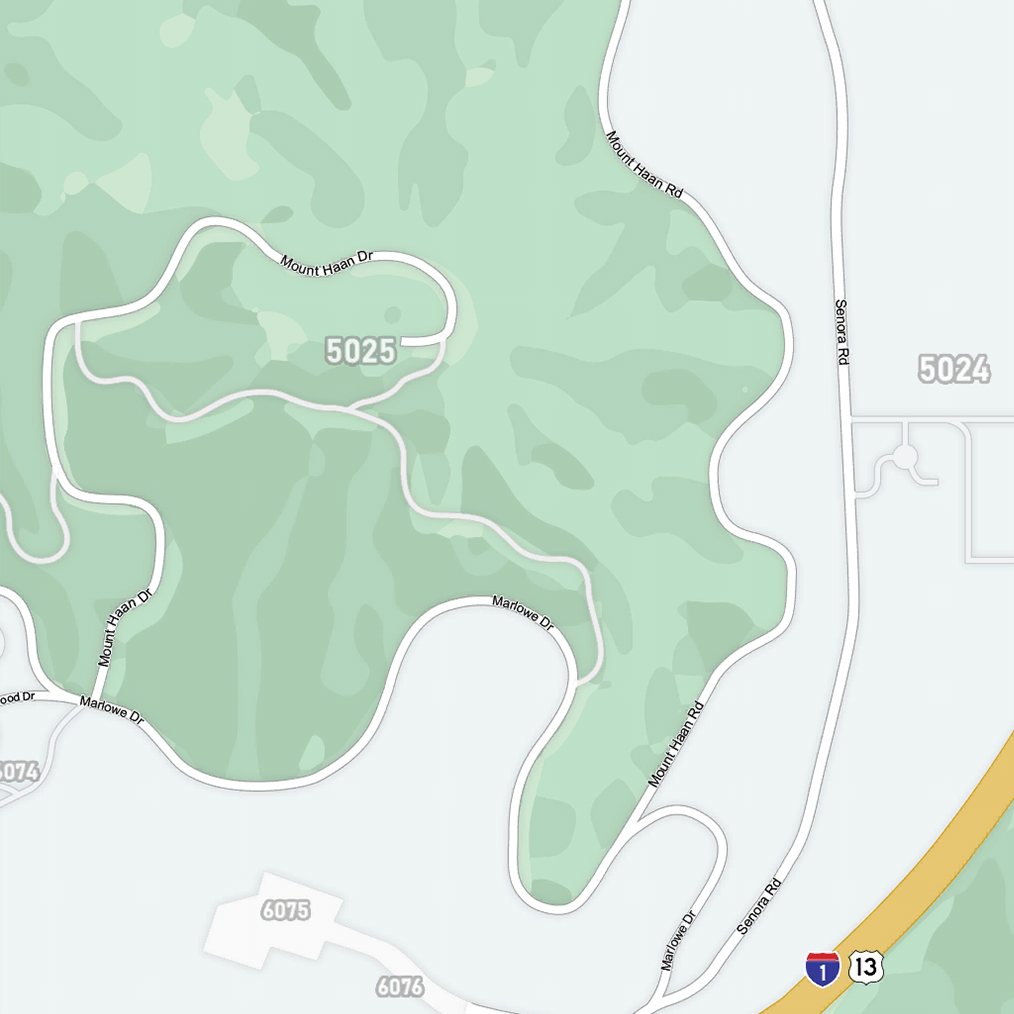 Mount Haan Rd
Mount Haan Dr
Senora Rd
5025
5024
Mount Haan Dr
Marlowe Dr
ood Dr
Marlowe Dr
Mount Haan Rd
6074
6075
Senora Rd
Marlowe Dr
1
13
6076